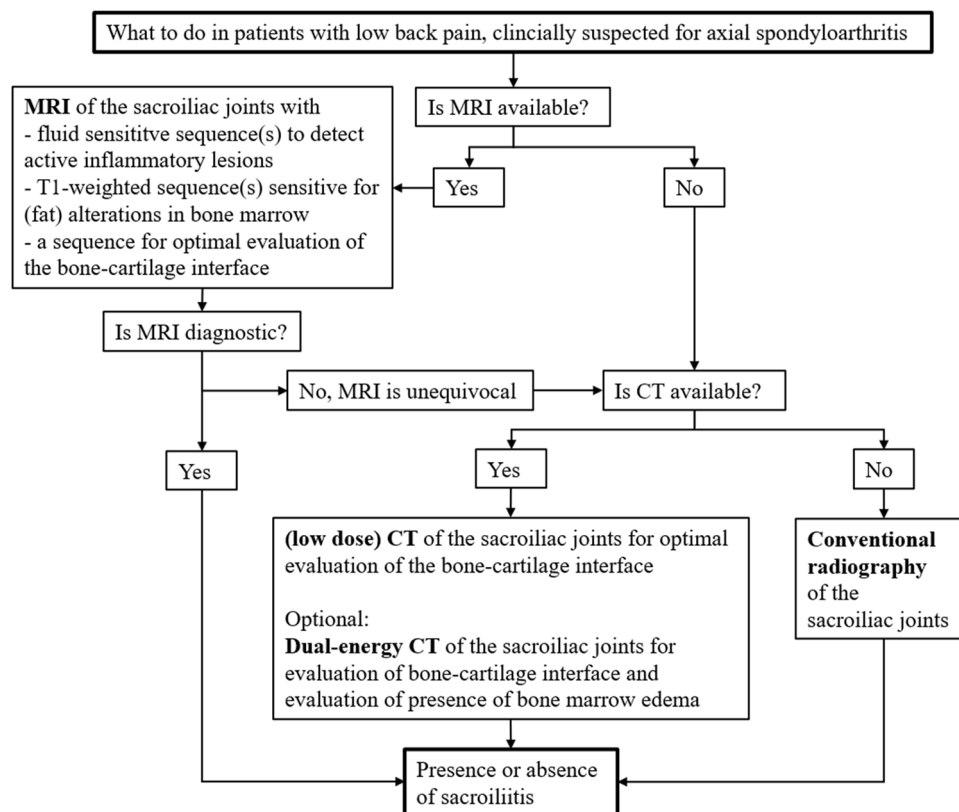 What to do in patients with low back pain, clincially suspected for axial spondyloarthritis
Is MRI available?
MRI of the sacroiliac joints with
- fluid sensititve sequence(s) to detect
active inflammatory lesions
- T1-weighted sequence(s) sensitive for
(fat) alterations in bone marrow
- a sequence for optimal evaluation of
the bone-cartilage interface
Yes
No
Is MRI diagnostic?
No, MRI is unequivocal
Is CT available?
Yes
Yes
No
(low dose) CT of the sacroiliac joints for optimal
evaluation of the bone-cartilage interface
Optional:
Dual-energy CT of the sacroiliac joints for
evaluation of bone-cartilage interface and
evaluation of presence of bone marrow edema
Conventional
radiography
of the
sacroiliac joints
Presence or absence
of sacroiliitis